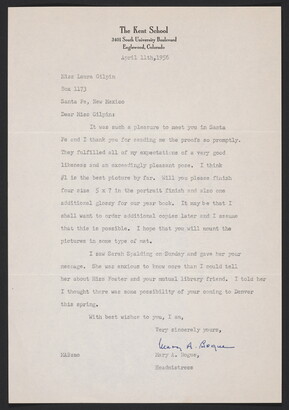 The Kent School
3401 South University Boulevard
Englewood, Colorado
April 11th, 1956
Miss Laura Gilpin
Box 1173
Santa Fe, New Mexico
Dear Miss Gilpin:
It was such a pleasure to meet you in Santa
Fe and I thank you for sending me the proofs so promptly.
They fulfilled all of my expectations of a very good
likeness and an exceedingly pleasant pose. I think
#1 is the best picture by far. Will you please finish
four size 5 x 7 in the portrait finish and also one
additional glossy for our year book. It may be that I
shall want to order additional copies later and I assume
that this is possible. I hope that you will mount the
pictures in some type of mat.
I saw Sarah Spalding on Monday and gave her your
message. She was anxious to know more than I could tell
her about Miss Foster and your mutual library friend. I told her
I thought there was some possibility of your coming to Denver
this spring.
With best wishes to you, I am,
Very sincerely yours,
Mary A. Bogue
Mary A. Bogue,
Headmistress